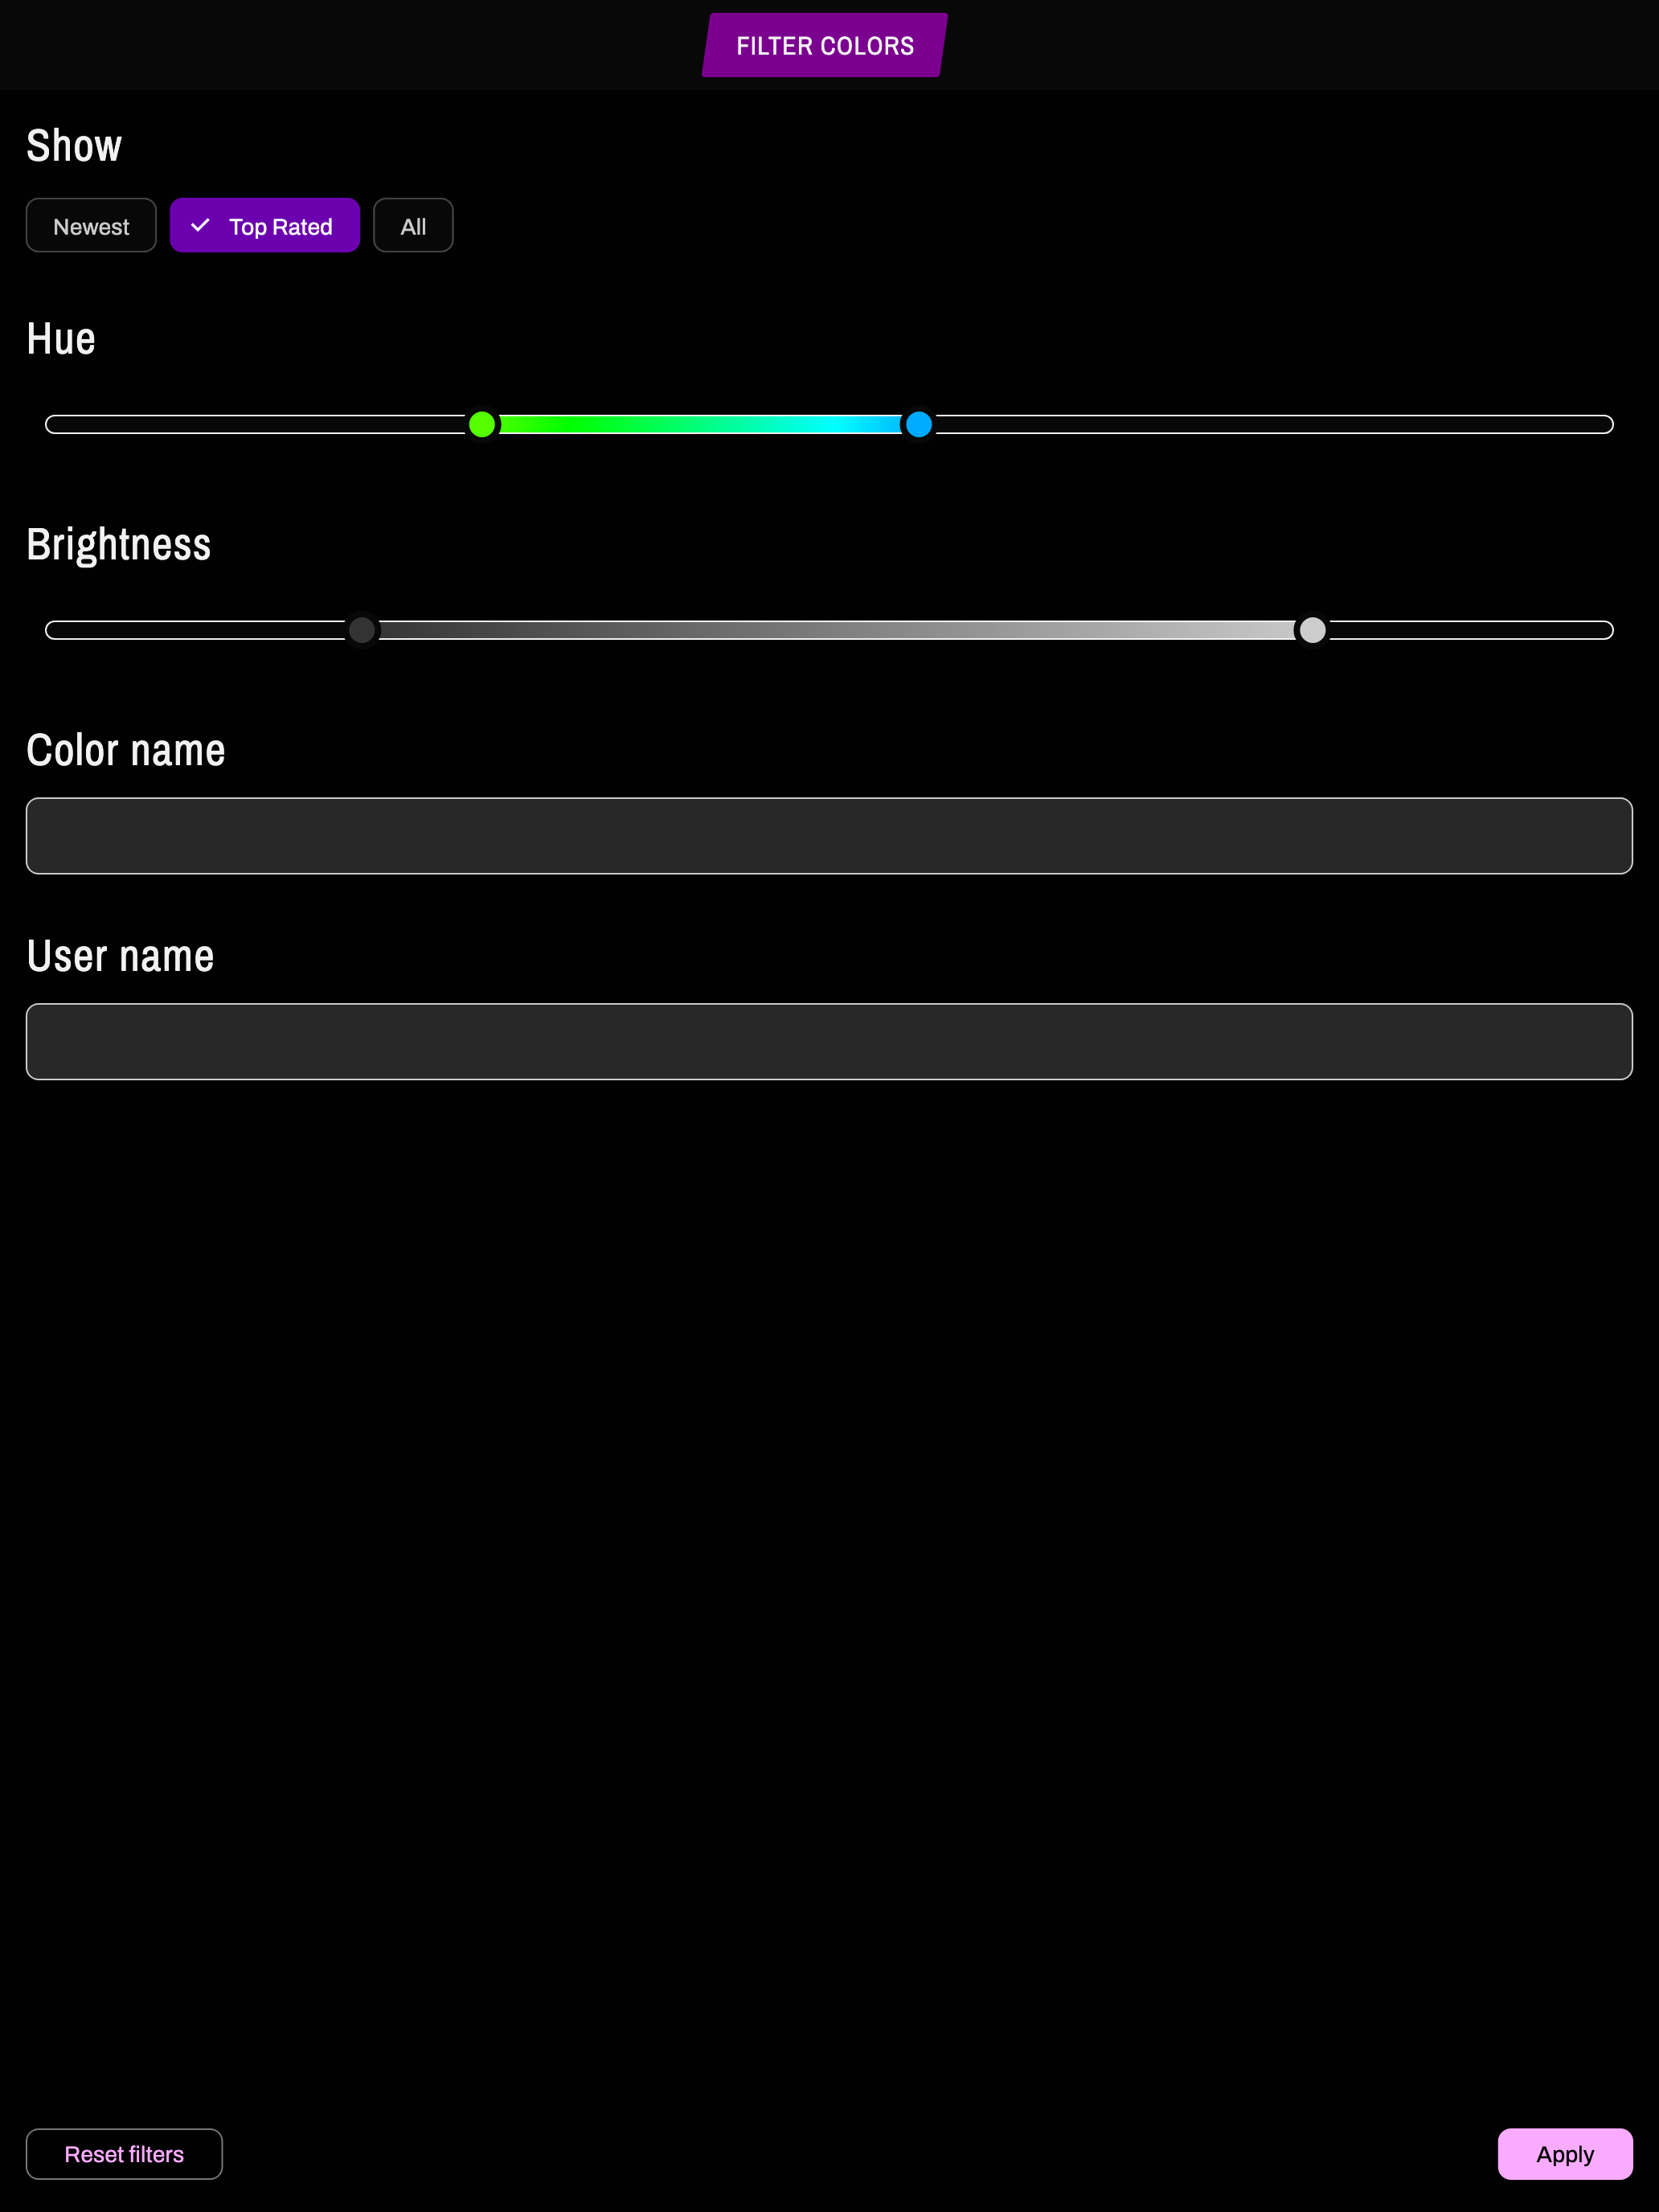 FILTER COLORS
Show
Newest
Top Rated
All
Hue
Brightness
Color name
User name
Reset filters
Apply